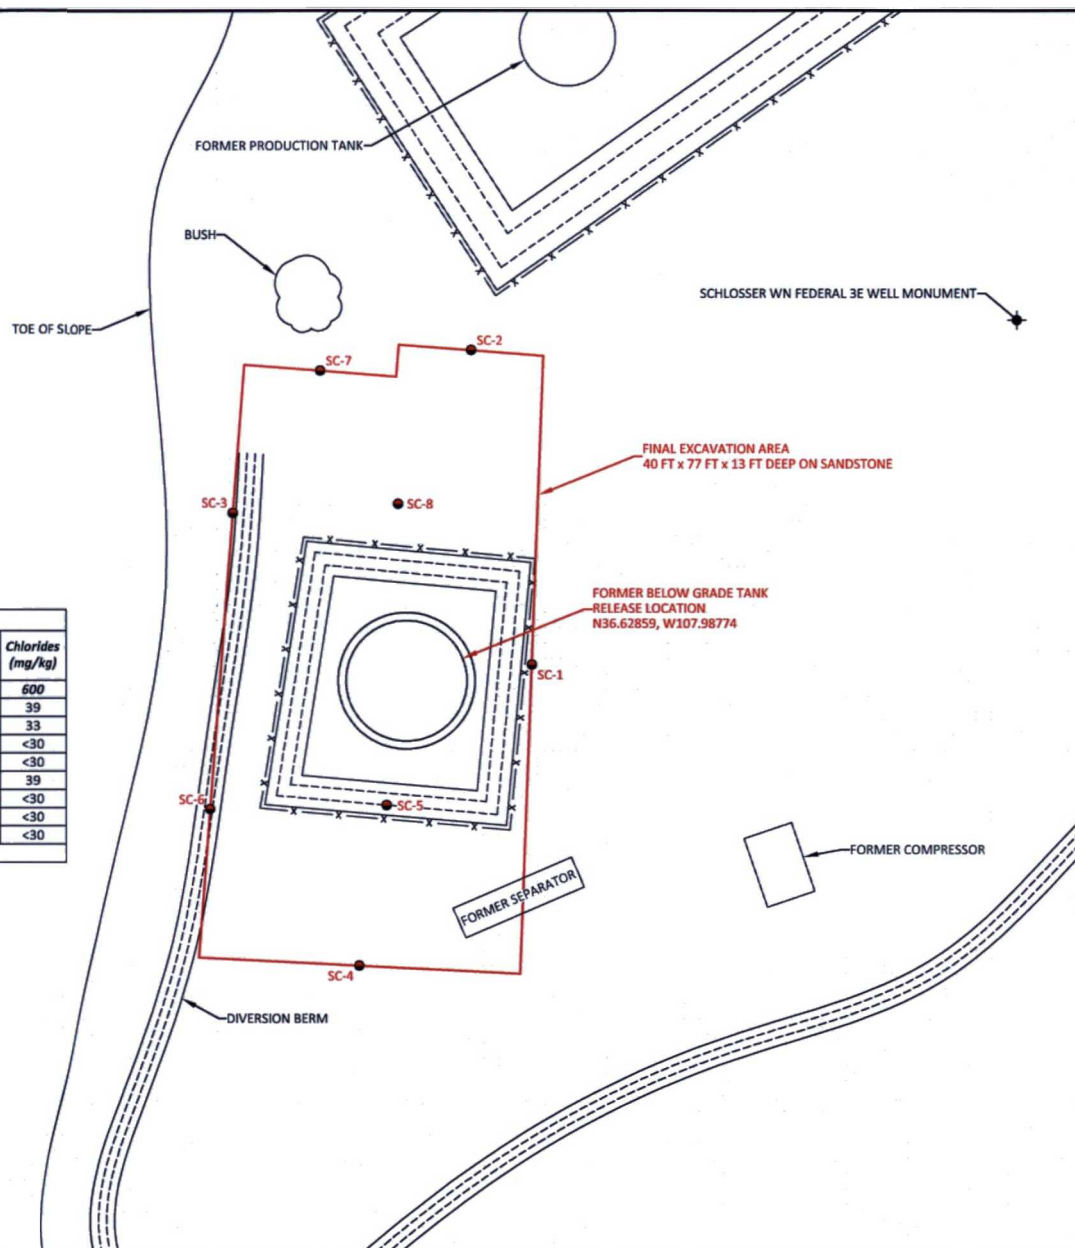 FORMER PRODUCTION TANK
BUSH
SCHLOSSER WN FEDERAL 3E WELL MONUMENT
TOE OF SLOPE
SC-2
SC-7
FINAL EXCAVATION AREA
40 FT x 77 FT x 13 FT DEEP ON SANDSTONE
SC-3
SC-8
FORMER BELOW GRADE TANK
RELEASE LOCATION
N36.62859, W107.98774
SC-1
Chlorides
(mg/kg)
600
39
33
<30
<30
39
<30
<30
<30
SC-6
SC-5
FORMER COMPRESSOR
FORMER SEPARATOR
SC-4
DIVERSION BERM